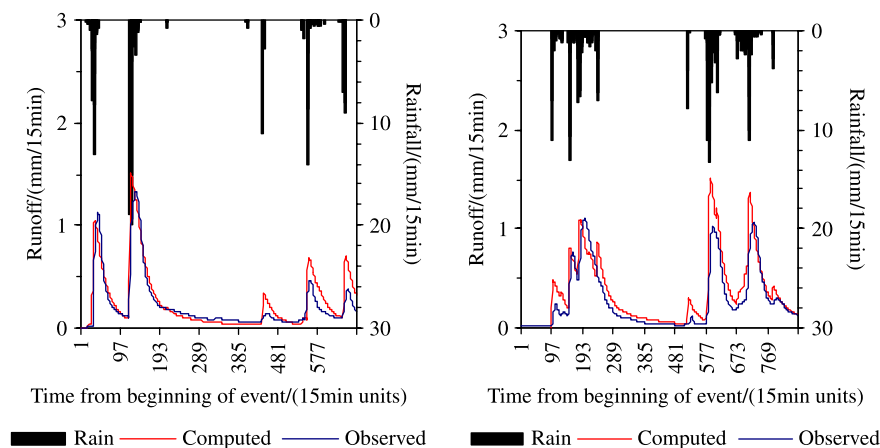 3 0 3 0
Runoff/(mm/15min) 2 10 Rainfall/(mm/15min) Runoff/(mm/15min) 2 10 Rainfall/(mm/15min)
1 20 1 20
0 30 0 30
1 97 193 289 385 481 577 1 97 193 289 385 481 577 673 769
Time from beginning of event/(15min units) Time from beginning of event/(15min units)
Rain Computed Observed Rain Computed Observed